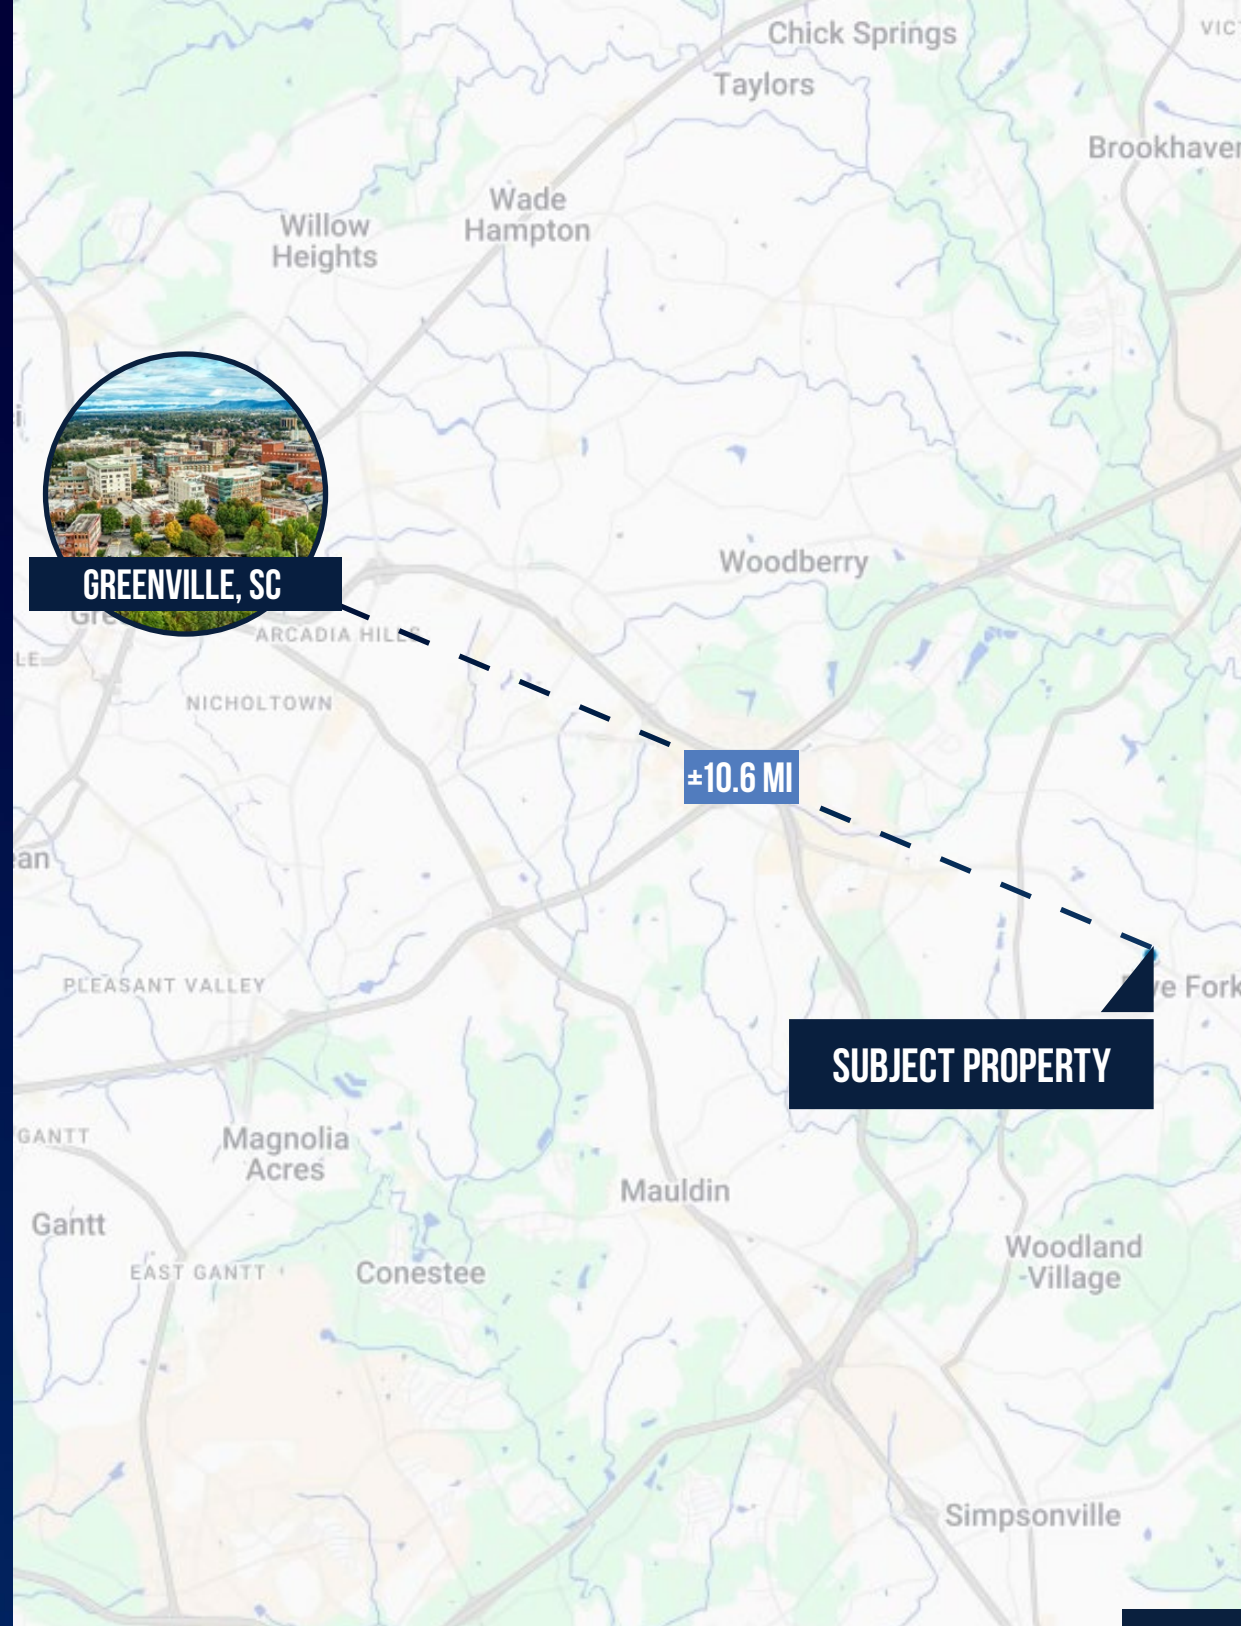 Chick Springs
Taylors
Wade
Hampton
Willow
Heights
GREENVILLE, SC
ARCADIA HILLS
NICHOLTOWN
Woodberry
±10.6 MI
PLEASANT VALLEY
SUBJECT PROPERTY
GANTT
Magnolia
Acres
Mauldin
Gantt
EAST GANTT
Conestee
Woodland
Village
Simpsonville